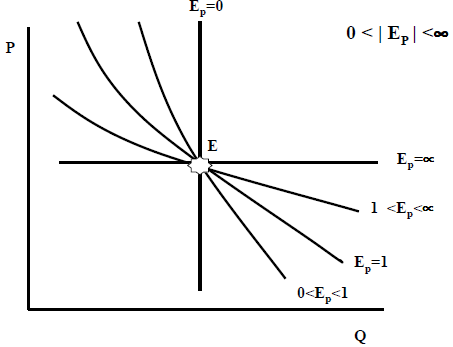 Eₚ=0
0 < | Eₚ | <∞
P
E
Eₚ=∝
1 <Eₚ<∝
Eₚ=1
0<Eₚ<1
Q